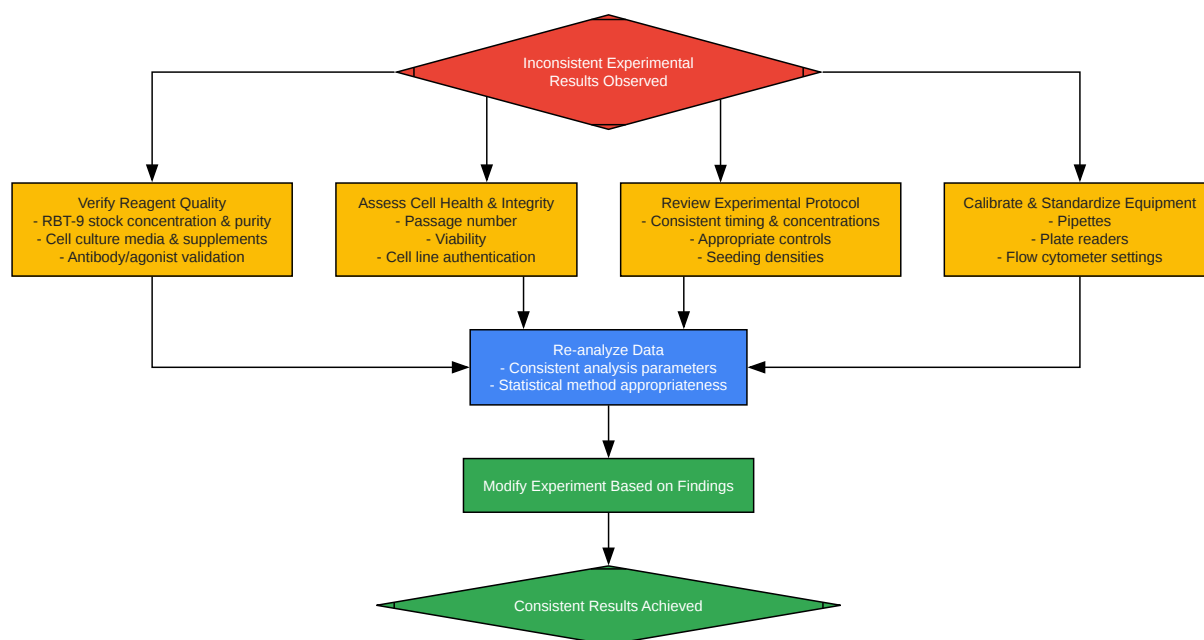 Inconsistent Experimental
Results Observed
Verify Reagent Quality
- RBT-9 stock concentration & purity
- Cell culture media & supplements
- Antibody/agonist validation
Assess Cell Health & Integrity
- Passage number
- Viability
- Cell line authentication
Review Experimental Protocol
- Consistent timing & concentrations
- Appropriate controls
- Seeding densities
Calibrate & Standardize Equipment
- Pipettes
- Plate readers
- Flow cytometer settings
Re-analyze Data
- Consistent analysis parameters
- Statistical method appropriateness
Modify Experiment Based on Findings
Consistent Results Achieved